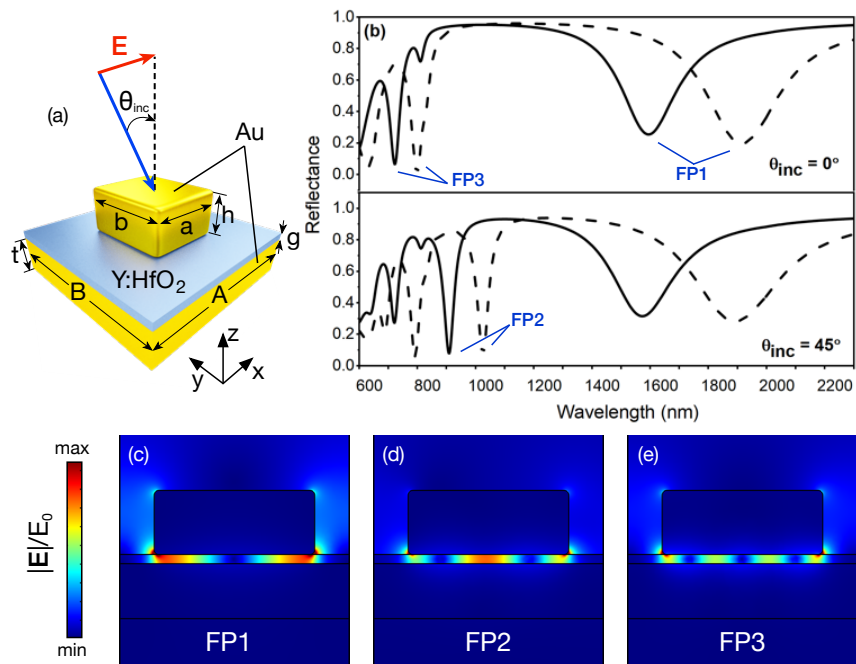 (a)
E
θinc
Au
b
a
h
g
t
Y:HfO2
B
A
z
y
x
(b)
Reflectance
1.0
0.8
0.6
0.4
0.2
0.0
FP3
FP1
θinc = 0°
1.0
0.8
0.6
0.4
0.2
0.0
FP2
θinc = 45°
600 800 1000 1200 1400 1600 1800 2000 2200
Wavelength (nm)
|E|/E0
max
min
(c)
FP1
(d)
FP2
(e)
FP3